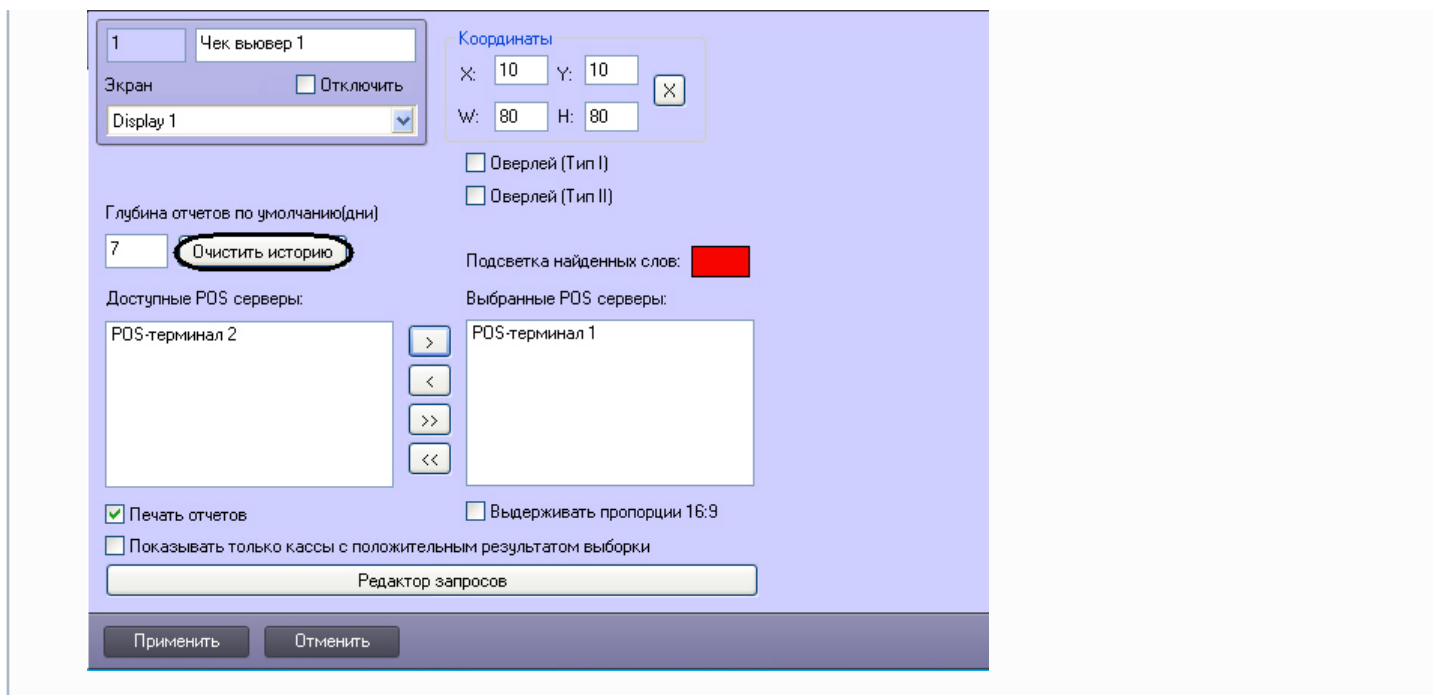 1 Чек вьювер 1
Экран Отключить
Display 1
Координаты
X: 10 Y: 10 X
W: 80 H: 80
Оверлей (Тип I)
Оверлей (Тип II)
Глубина отчетов по умолчанию(дни)
7 Очистить историю
Подсветка найденных слов:
Доступные POS серверы: Выбранные POS серверы:
POS-терминал 2 POS-терминал 1
>
<
>>
<<
Печать отчетов Выдерживать пропорции 16:9
Показывать только кассы с положительным результатом выборки
Редактор запросов
Применить Отменить